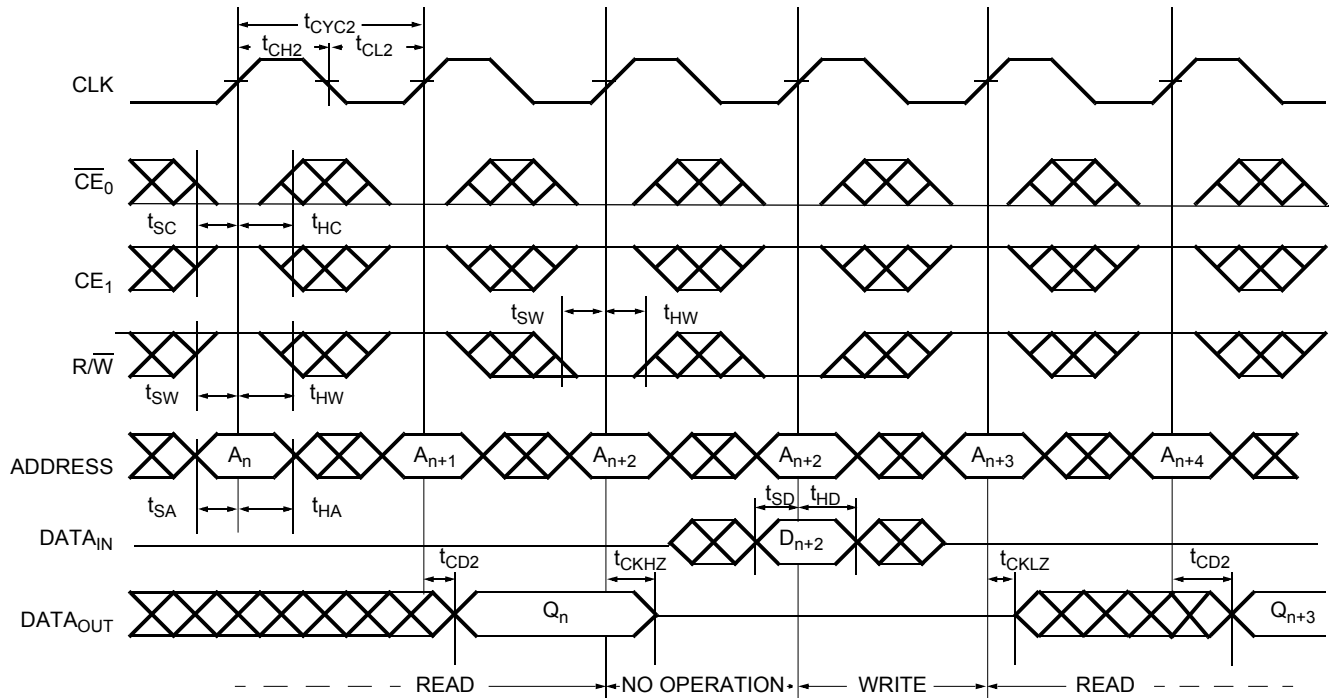 tCYC2
tCH2 tCL2
CLK
CE0
tSC tHC
CE1
tSW tHW
R/W
tSW tHW
ADDRESS An An+1 An+2 An+2 An+3 An+4
tSA tHA tSD tHD
DATAIN Dn+2
tCD2 tCKHZ tCKLZ tCD2
DATAOUT Qn Qn+3
READ NO OPERATION WRITE READ